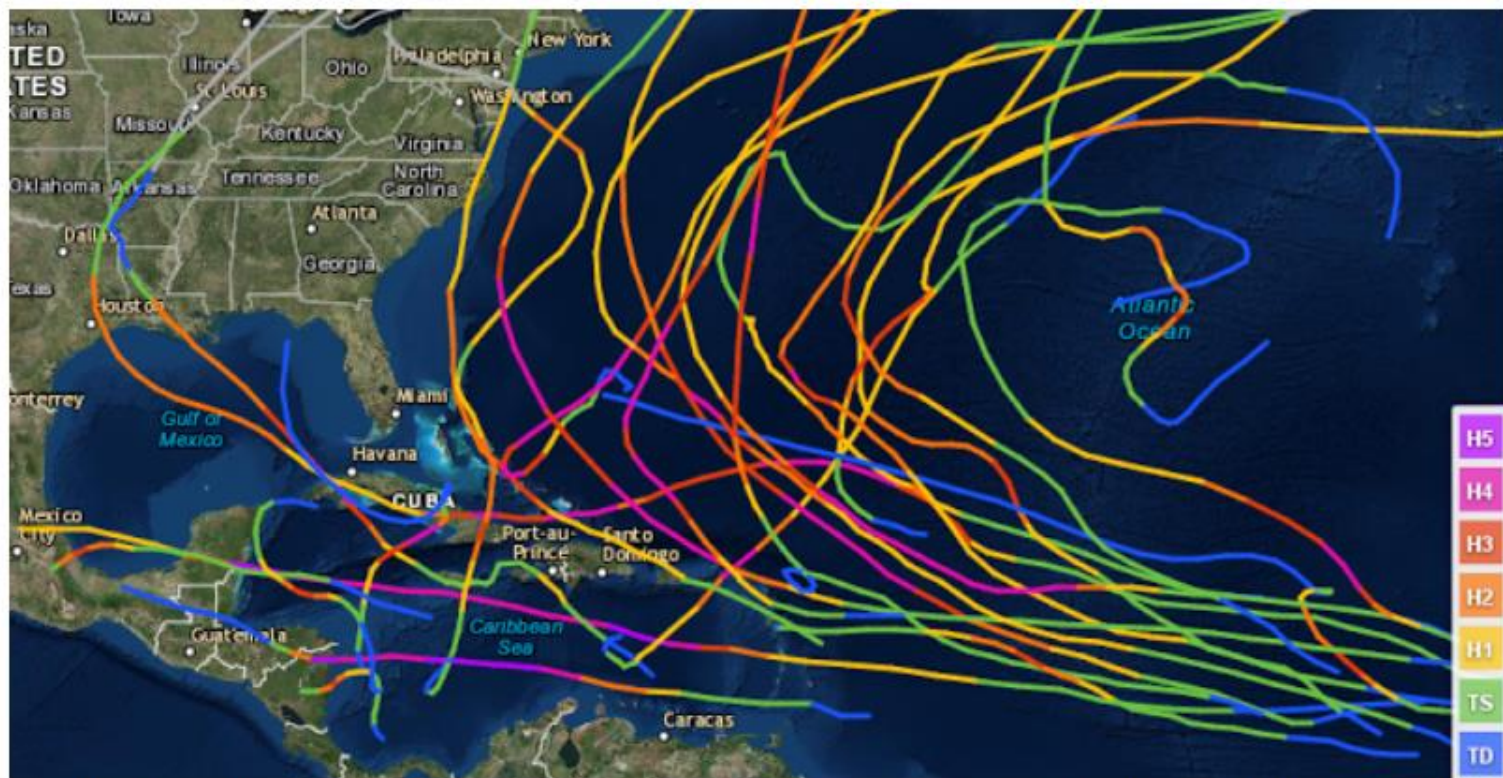 Iowa
TED
ATES
Illinois
Ohio
Philadelphia
New York
St. Louis
Washington
Kansas
Missou
Kentucky
Virginia
Oklahoma
Arkansas
Tennessee
North
Carolina
Atlanta
Dallas
Georgia
Texas
Houston
Atlantic
Ocean
onterrey
Miami
Gulf of
Mexico
Havana
CUBA
Mexico
City
Port-au-
Prince
Santo
Domingo
Guatemala
Caribbean
Sea
Caracas
H5
H4
H3
H2
H1
TS
TD